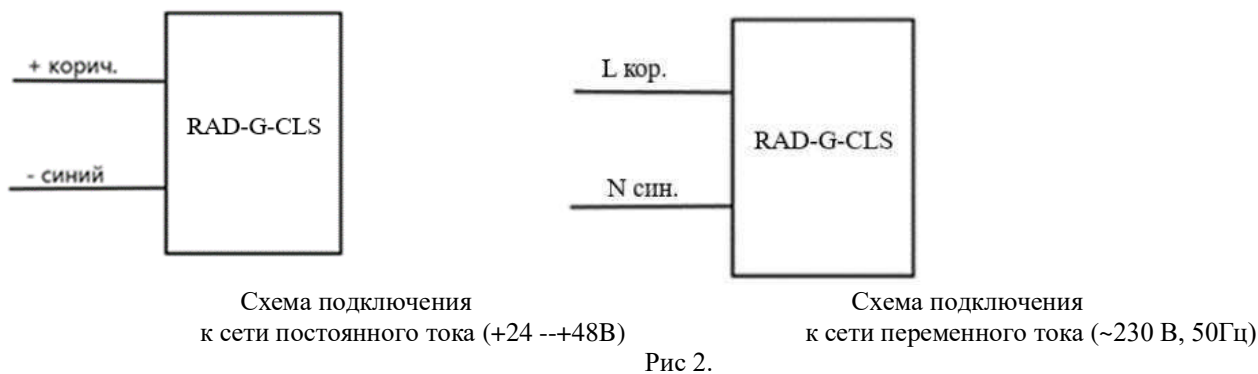 + корич.
RAD-G-CLS
- синий
L кор.
RAD-G-CLS
N син.
Схема подключения
к сети постоянного тока (+24 --+48В)
Схема подключения
к сети переменного тока (~230 В, 50Гц)
Рис 2.